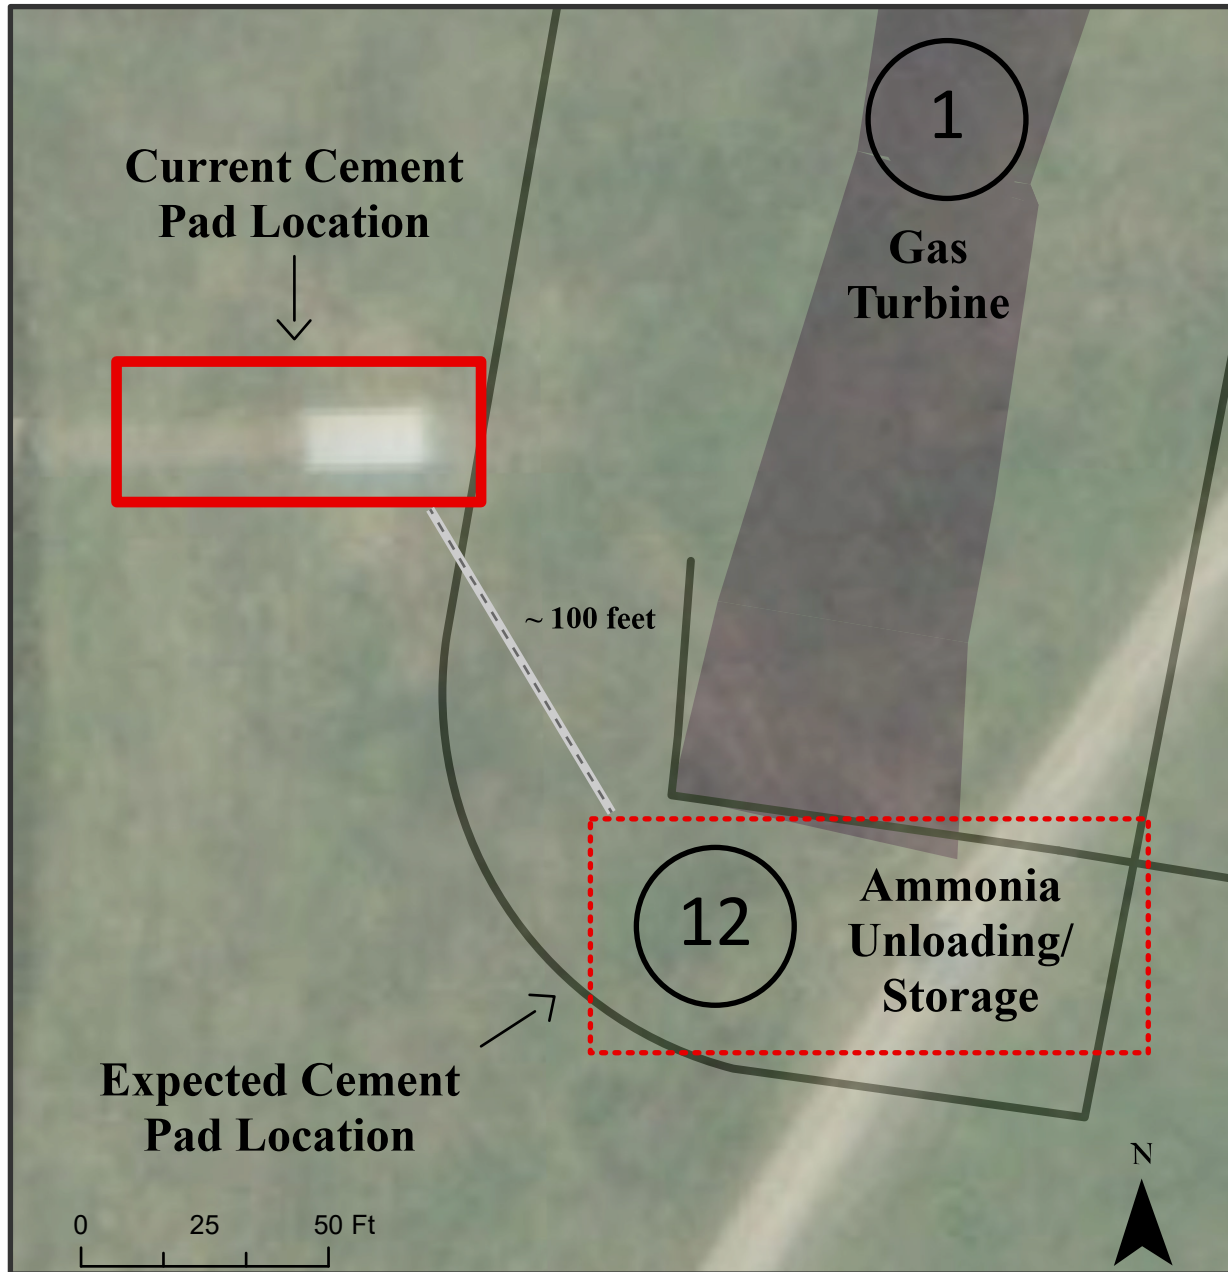 1
Current Cement
Pad Location
Gas
Turbine
~ 100 feet
12
Ammonia
Unloading/
Storage
Expected Cement
Pad Location
N
0 25 50 Ft